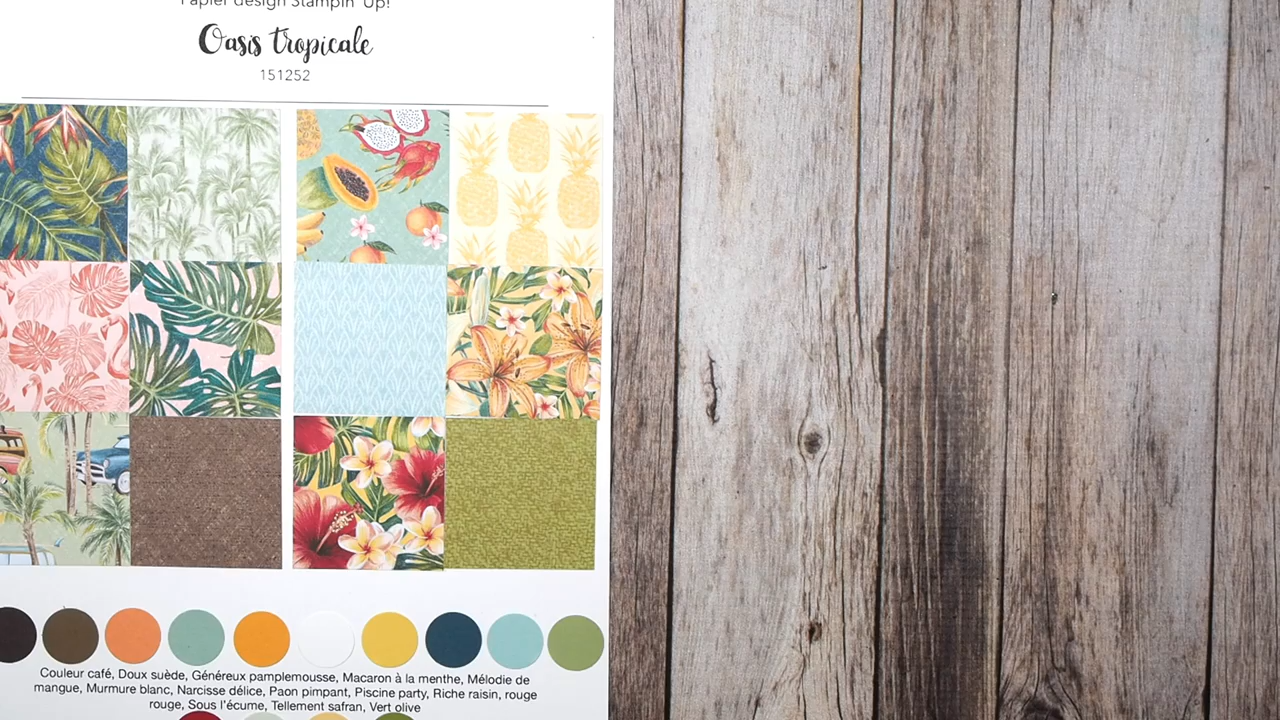 Papier design Stampin' Up!
Oasis tropicale
151252
Couleur café, Doux suède, Généreux pamplemousse, Macaron à la menthe, Mélodie de
mangue, Murmure blanc, Narcisse délice, Paon pimpant, Piscine party, Riche raisin, rouge
rouge, Sous l'écume, Tellement safran, Vert olive